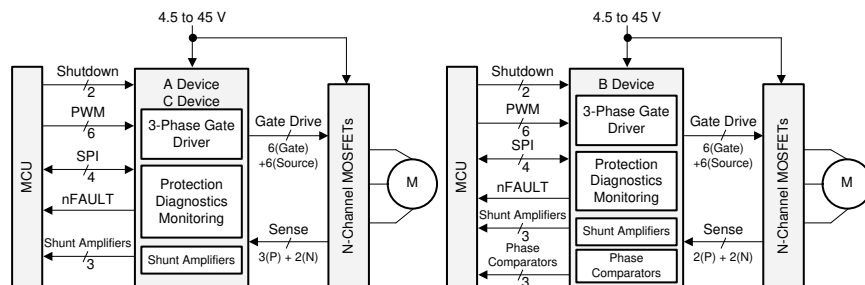 4.5 to 45 V
MCU
Shutdown
2
PWM
6
SPI
4
nFAULT
Shunt Amplifiers
3
A Device
C Device
3-Phase Gate
Driver
Protection
Diagnostics
Monitoring
Shunt Amplifiers
Gate Drive
6(Gate)
+6(Source)
Sense
3(P) + 2(N)
N-Channel MOSFETs
M
4.5 to 45 V
MCU
Shutdown
2
PWM
6
SPI
4
nFAULT
Shunt Amplifiers
3
Phase
Comparators
3
B Device
3-Phase Gate
Driver
Protection
Diagnostics
Monitoring
Shunt Amplifiers
Phase
Comparators
Gate Drive
6(Gate)
+6(Source)
Sense
2(P) + 2(N)
N-Channel MOSFETs
M